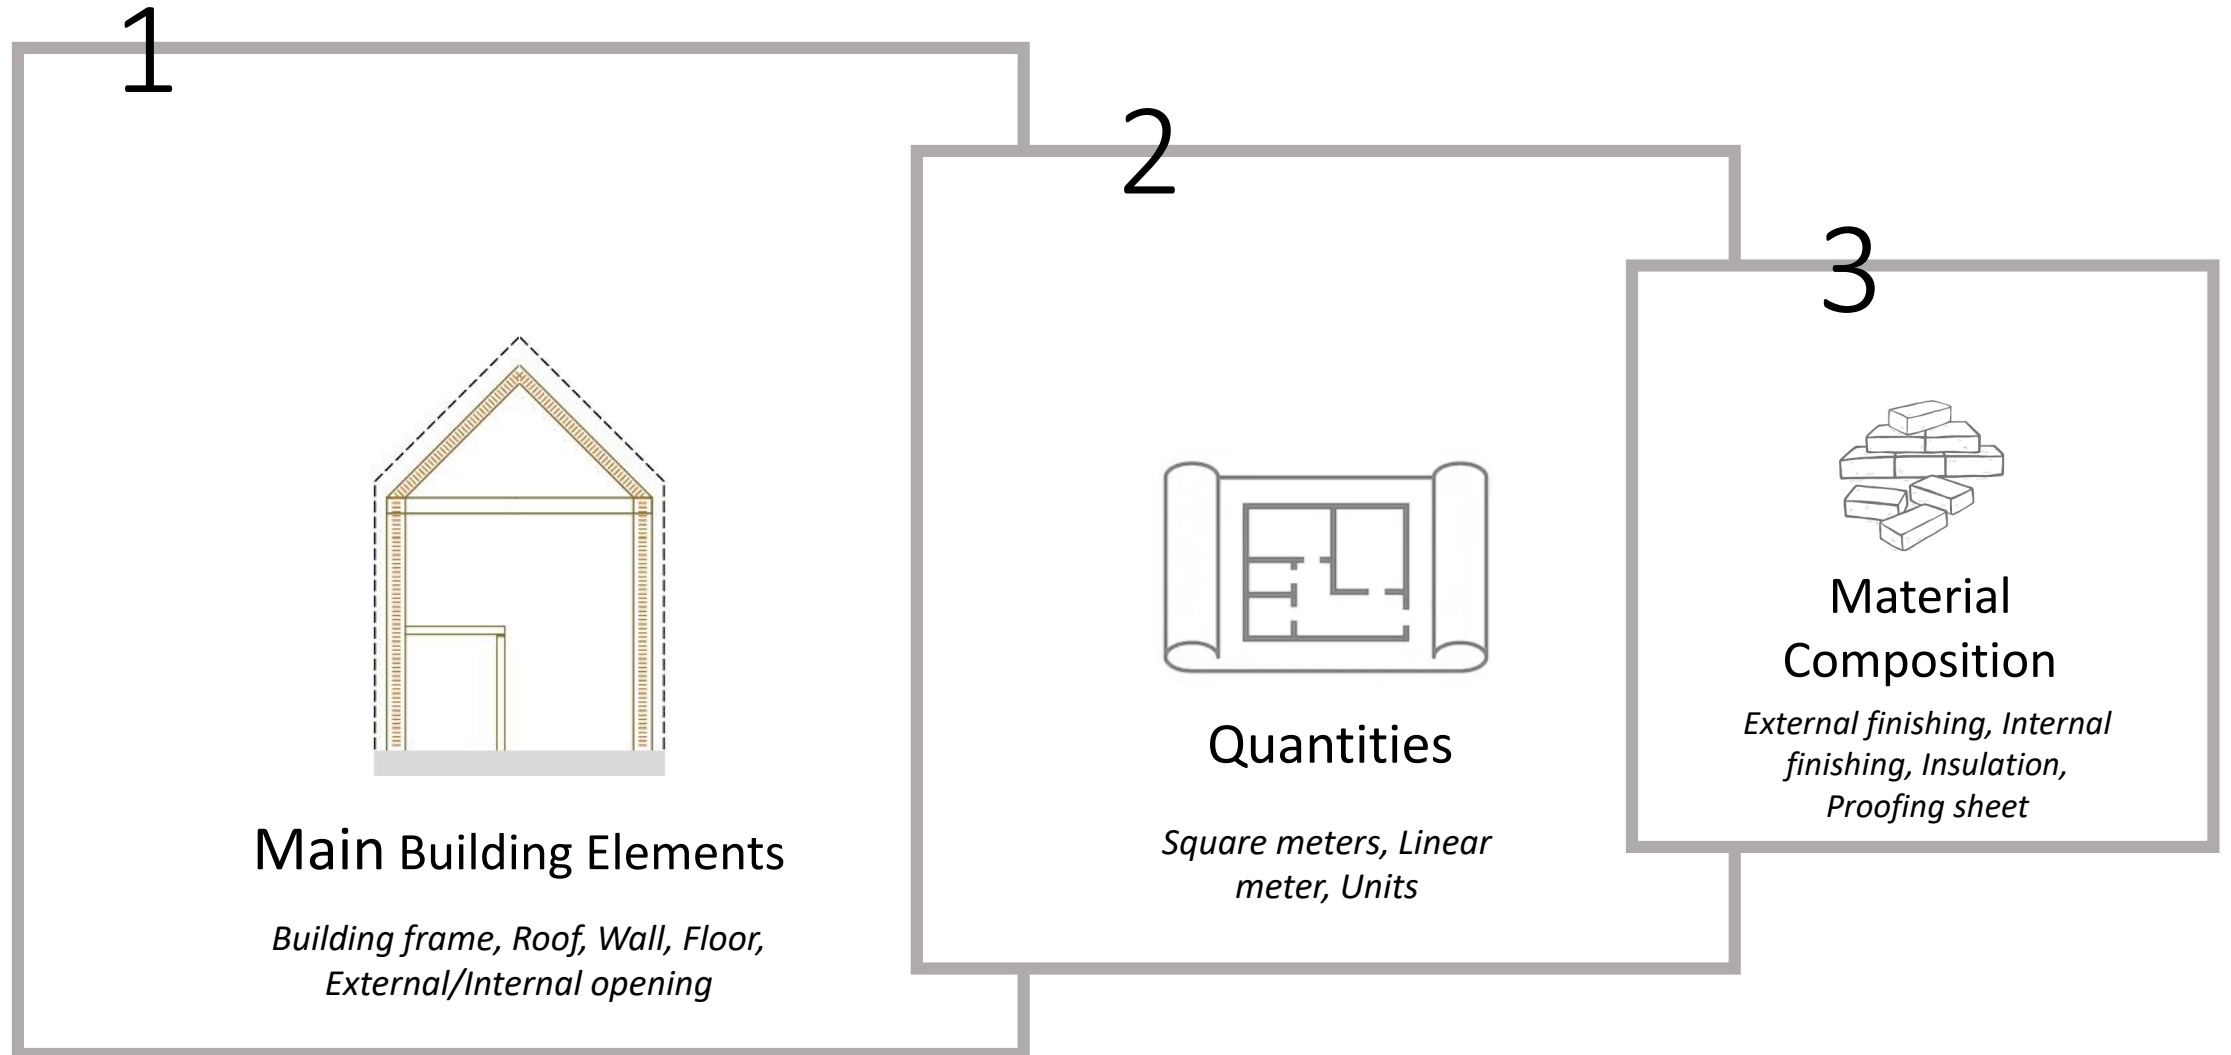 1
Main Building Elements
Building frame, Roof, Wall, Floor,
External/Internal opening
2
Quantities
Square meters, Linear
meter, Units
3
Material
Composition
External finishing, Internal
finishing, Insulation,
Proofing sheet